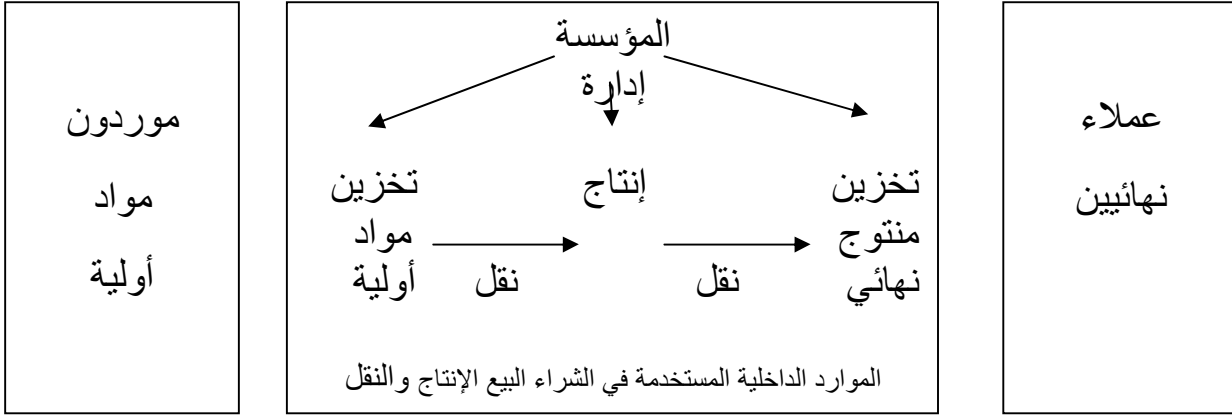 المؤسسة
إدارة
موردون
مواد
أولية
تخزين
مواد
أولية
نقل
إنتاج
نقل
تخزين
منتوج
نهائي
عملاء
نهائيين
الموارد الداخلية المستخدمة في الشراء البيع الإنتاج والنقل